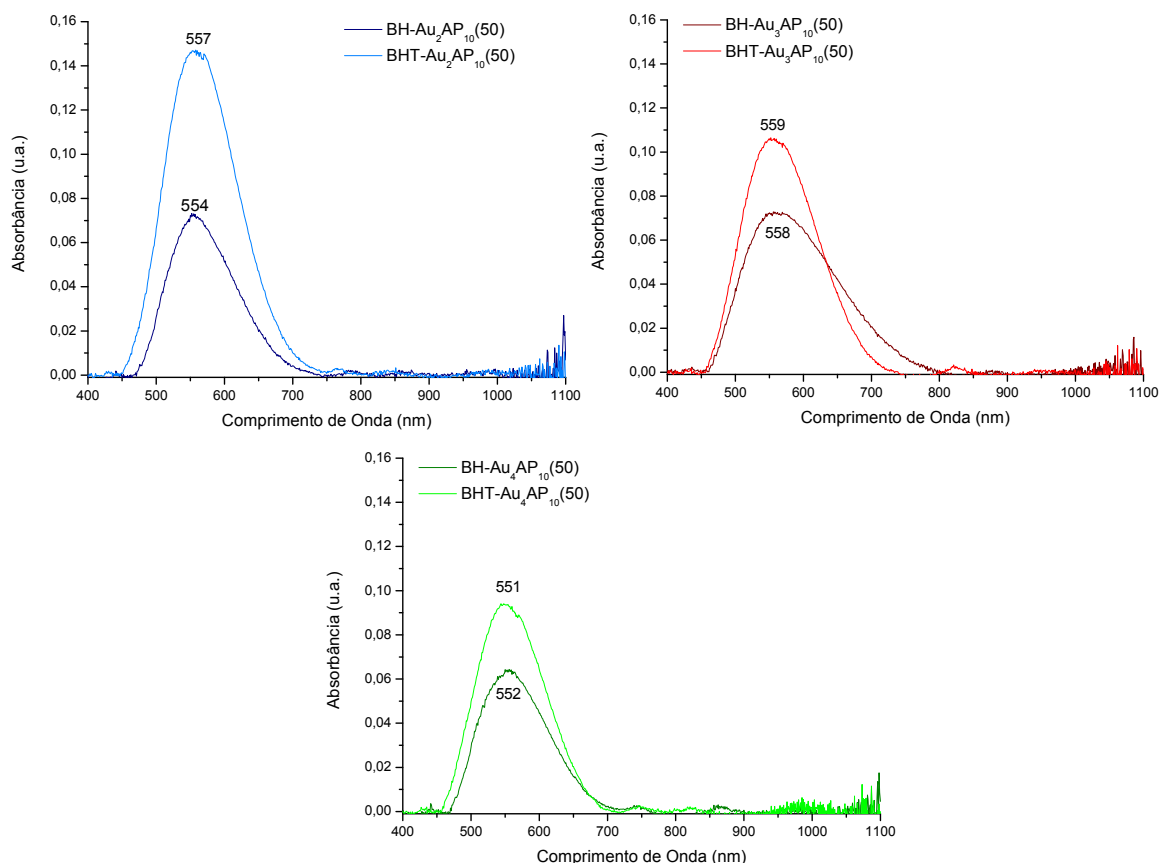 0,16
0,14
0,12
0,10
0,08
0,06
0,04
0,02
0,00
Absorbância (u.a.)
557
554
BH-Au₂AP₁₀(50)
BHT-Au₂AP₁₀(50)
400 500 600 700 800 900 1000 1100
Comprimento de Onda (nm)
0,16
0,14
0,12
0,10
0,08
0,06
0,04
0,02
0,00
Absorbância (u.a.)
BH-Au₃AP₁₀(50)
BHT-Au₃AP₁₀(50)
559
558
400 500 600 700 800 900 1000 1100
Comprimento de Onda (nm)
0,16
0,14
0,12
0,10
0,08
0,06
0,04
0,02
0,00
Absorbância (u.a.)
BH-Au₄AP₁₀(50)
BHT-Au₄AP₁₀(50)
551
552
400 500 600 700 800 900 1000 1100
Comprimento de Onda (nm)